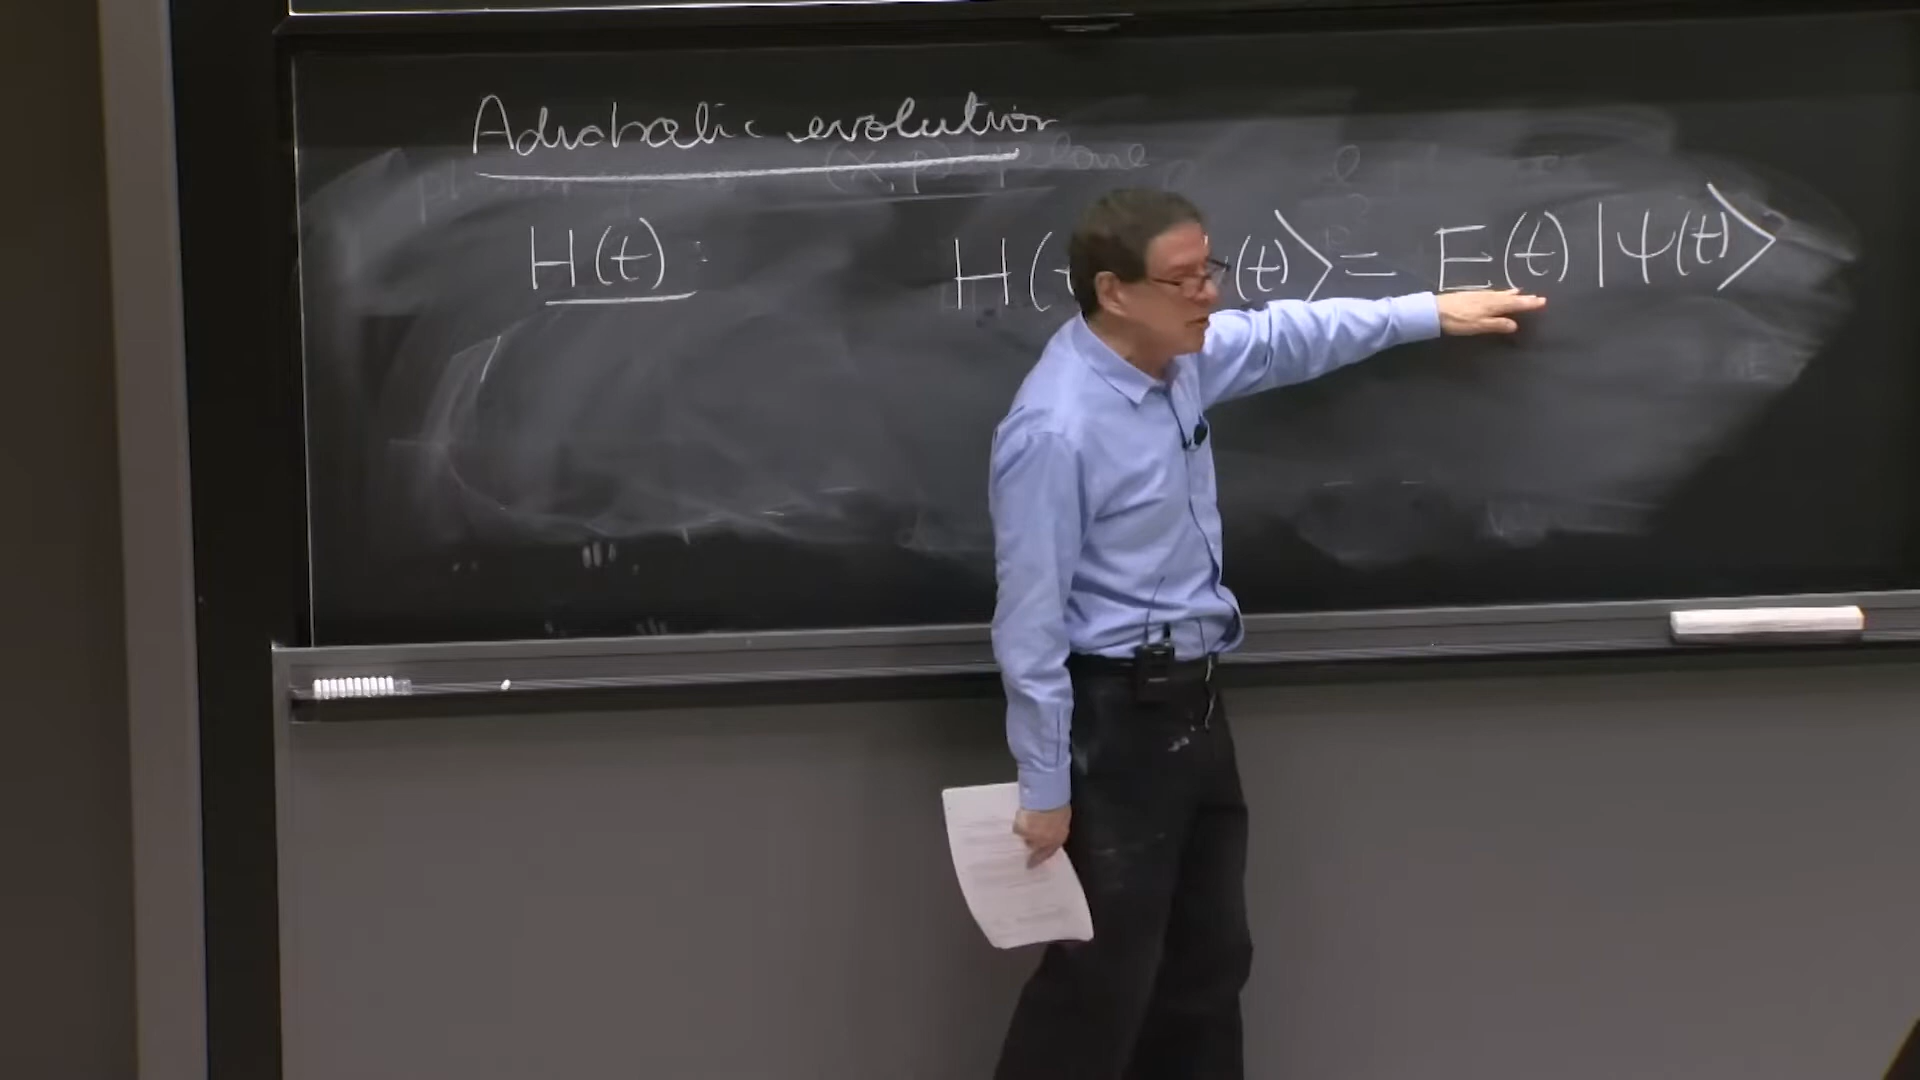 Adiabatic evolution
(x, p) plane
H(t) : H(t (t)⟩ = E(t) |ψ(t)⟩